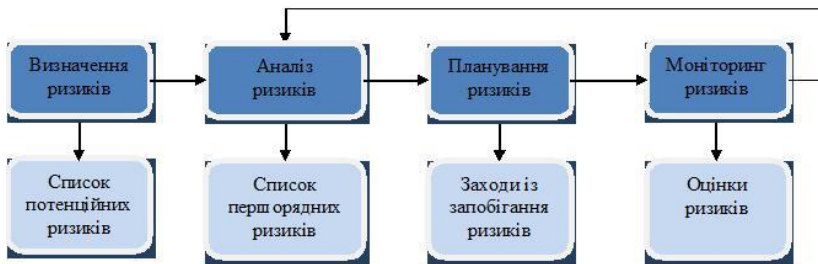 Визначення
ризиків
Аналіз
ризиків
Планування
ризиків
Моніторинг
ризиків
Список
потенційних
ризиків
Список
першорядних
ризиків
Заходи із
запобігання
ризиків
Оцінки
ризиків